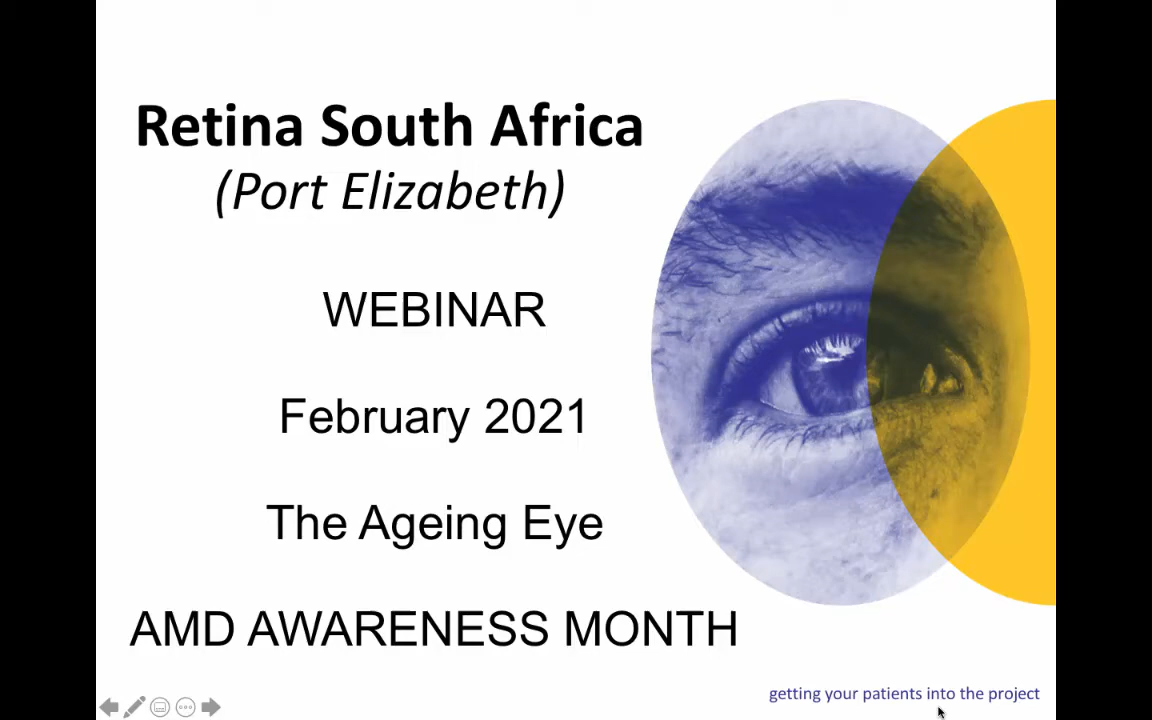 Retina South Africa
(Port Elizabeth)
WEBINAR
February 2021
The Ageing Eye
AMD AWARENESS MONTH
getting your patients into the project